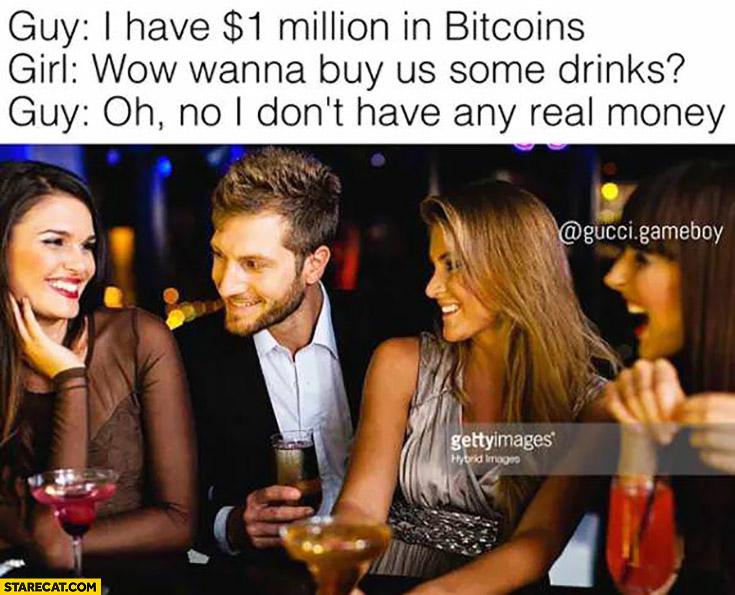 Guy: I have $1 million in Bitcoins
Girl: Wow wanna buy us some drinks?
Guy: Oh, no I don't have any real money
@gucci.gameboy
gettyimages®
Hybrid Images
STARECAT.COM